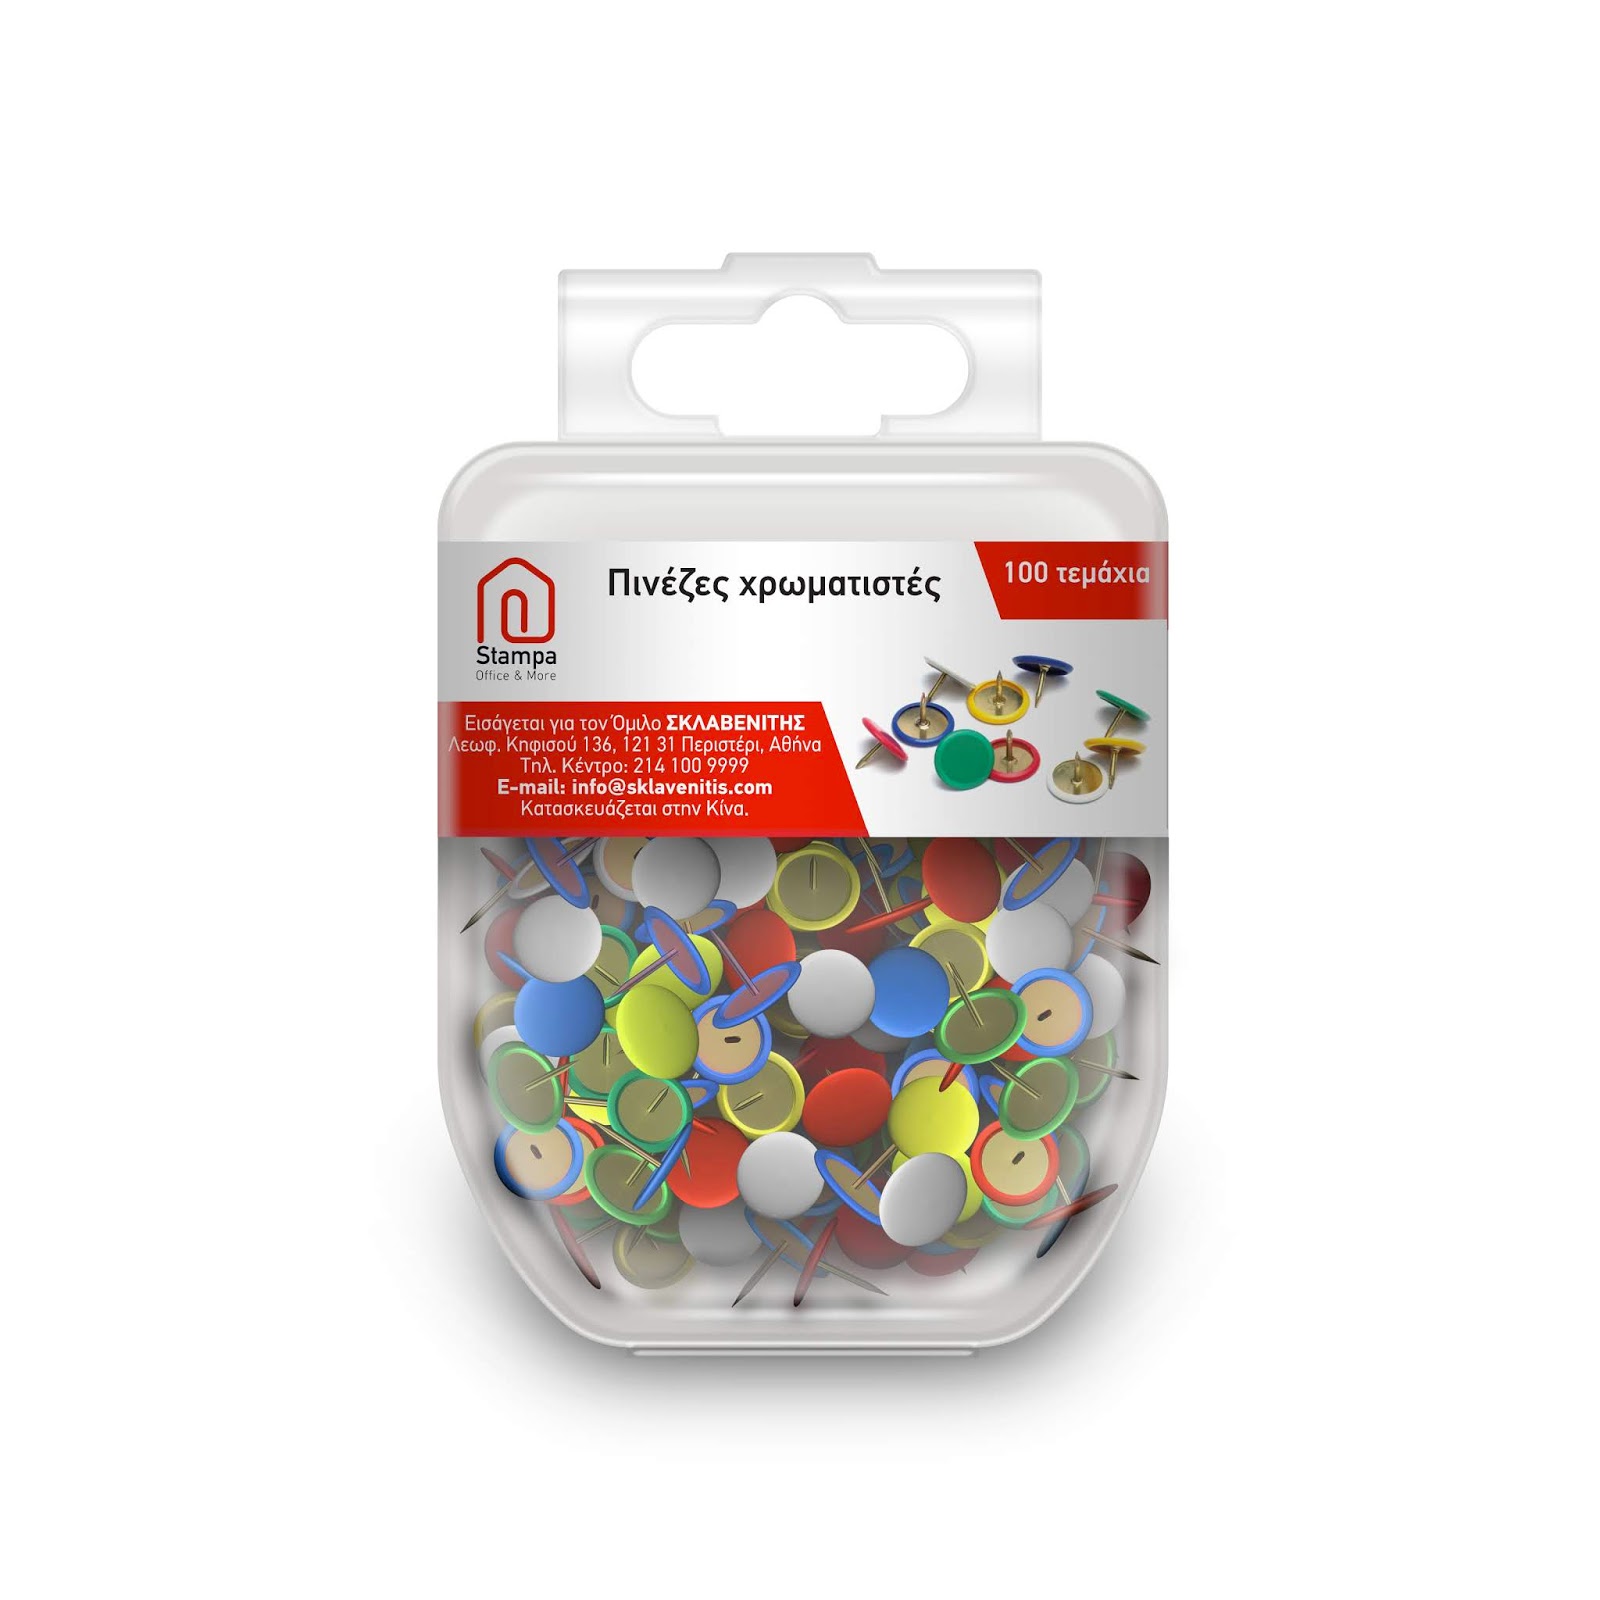 Πινέζες χρωματιστές
100 τεμάχια
Stampa
Office & More
Εισάγεται για τον Όμιλο ΣΚΛΑΒΕΝΙΤΗΣ
Λεωφ. Κηφισού 136, 121 31 Περιστέρι, Αθήνα
Τηλ. Κέντρο: 214 100 9999
E-mail: info@sklavenitis.com
Κατασκευάζεται στην Κίνα.